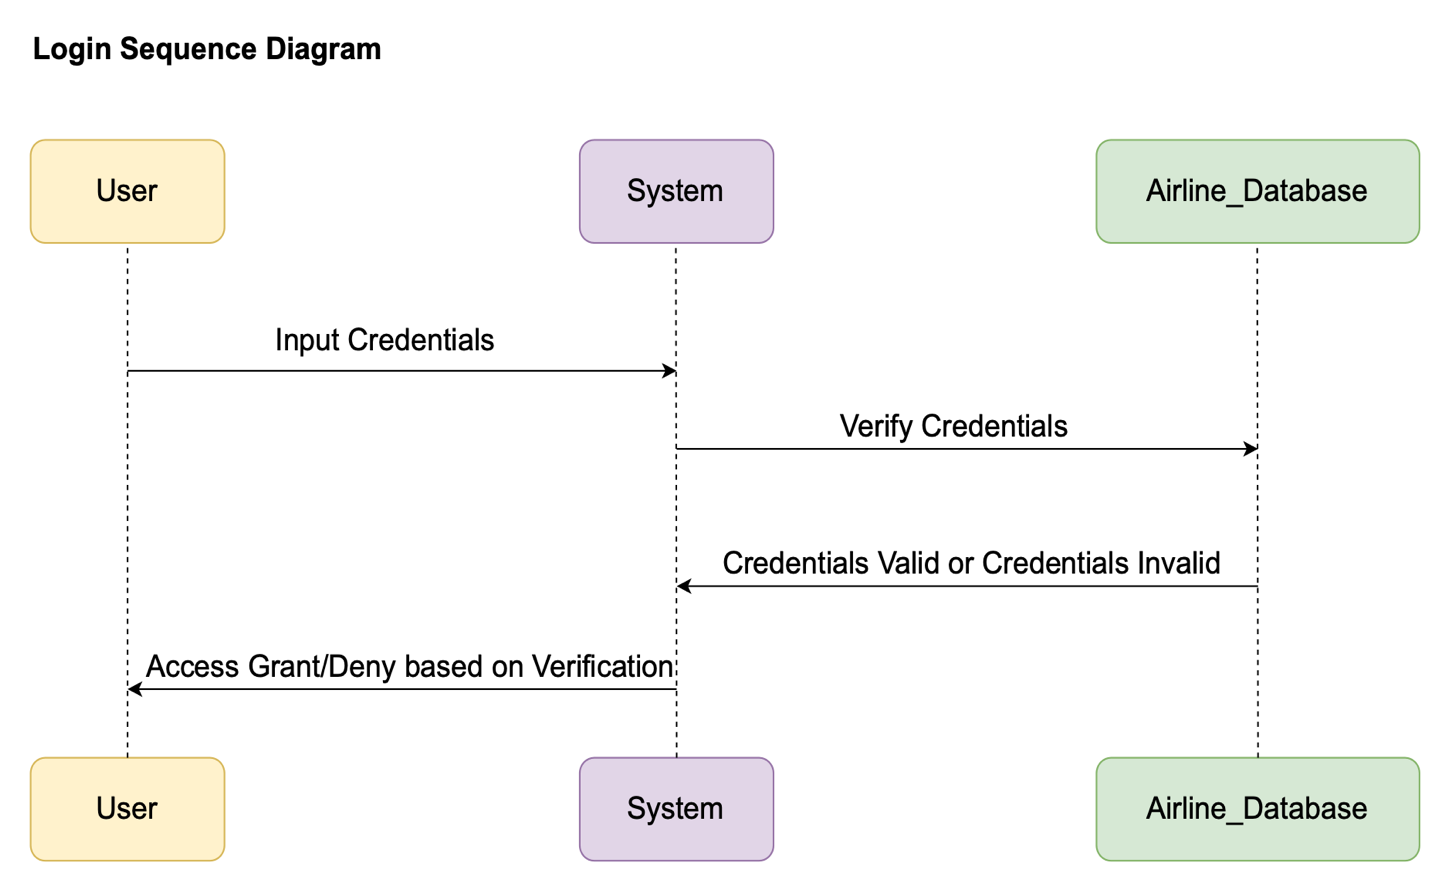 Login Sequence Diagram
User
System
Airline_Database
Input Credentials
Verify Credentials
Credentials Valid or Credentials Invalid
Access Grant/Deny based on Verification
User
System
Airline_Database